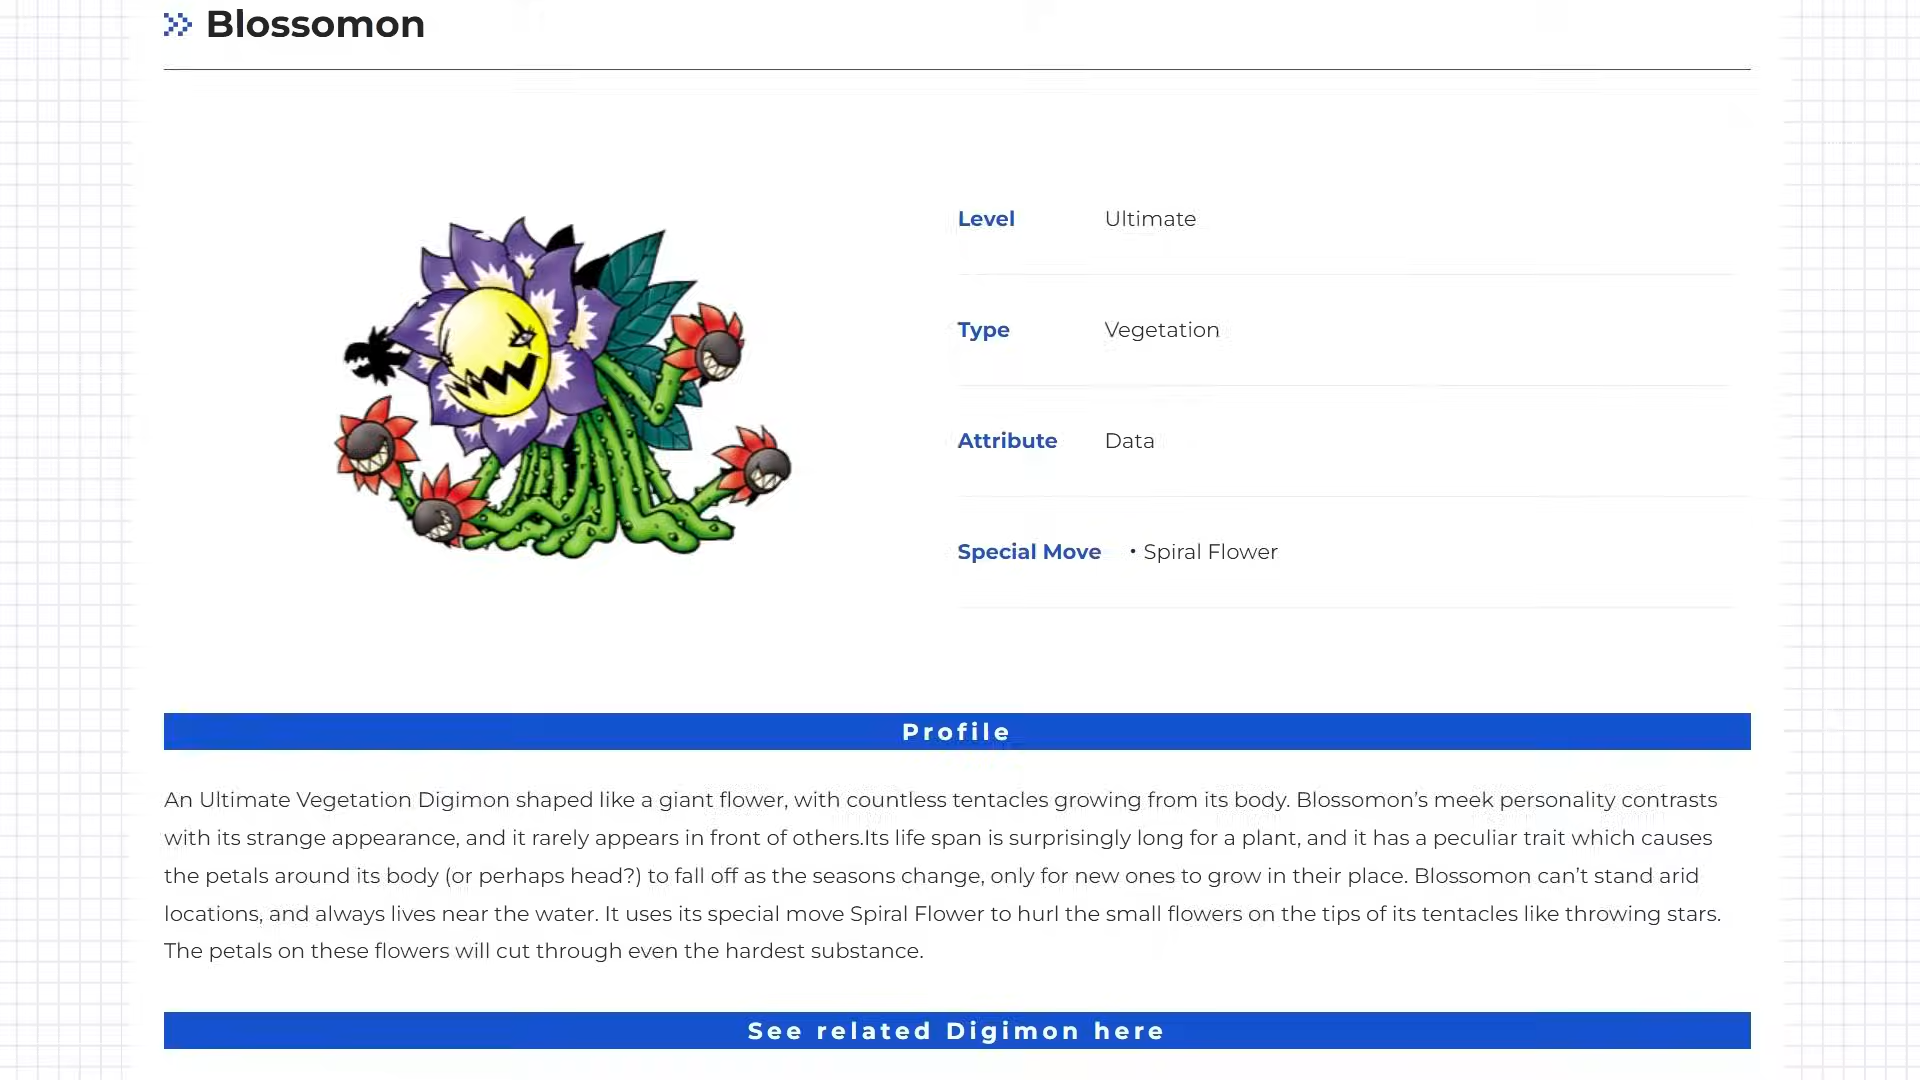 Blossomon
Level Ultimate
Type Vegetation
Attribute Data
Special Move ・Spiral Flower
Profile
An Ultimate Vegetation Digimon shaped like a giant flower, with countless tentacles growing from its body. Blossomon’s meek personality contrasts
with its strange appearance, and it rarely appears in front of others.Its life span is surprisingly long for a plant, and it has a peculiar trait which causes
the petals around its body (or perhaps head?) to fall off as the seasons change, only for new ones to grow in their place. Blossomon can’t stand arid
locations, and always lives near the water. It uses its special move Spiral Flower to hurl the small flowers on the tips of its tentacles like throwing stars.
The petals on these flowers will cut through even the hardest substance.
See related Digimon here